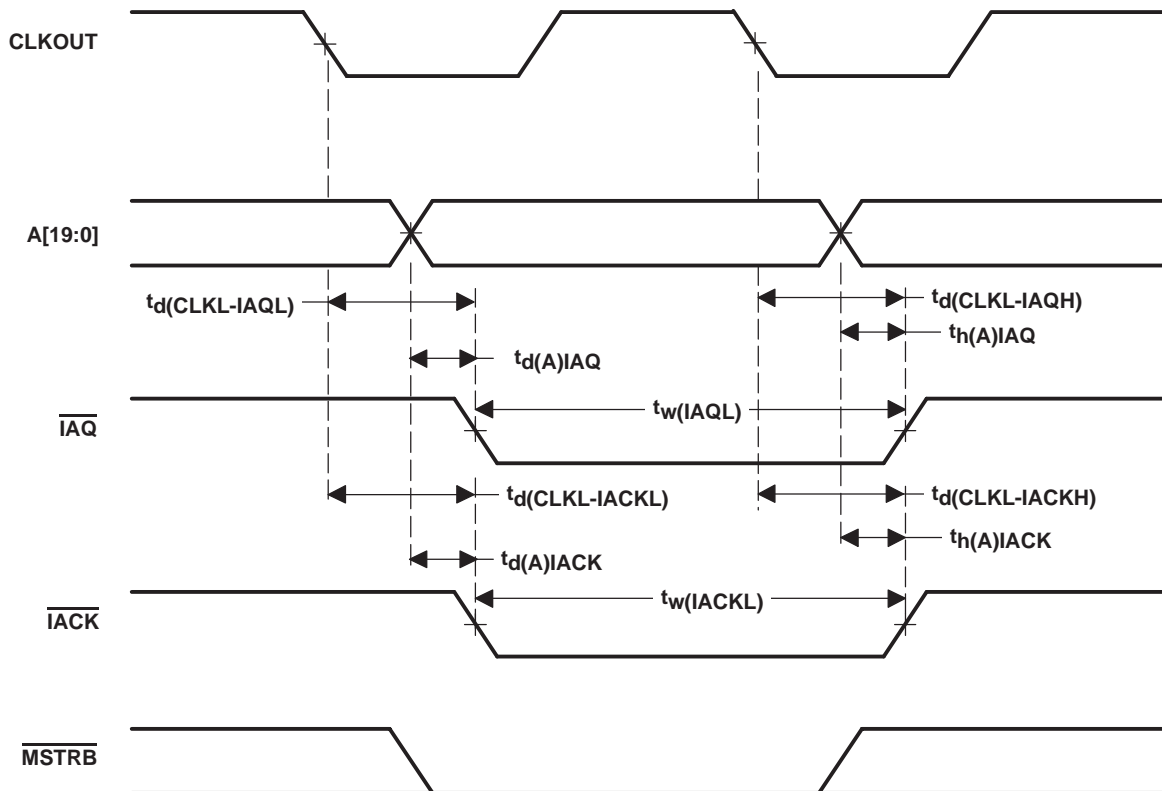 CLKOUT
A[19:0]
td(CLKL-IAQL)
td(CLKL-IAQH)
th(A)IAQ
td(A)IAQ
tw(IAQL)
IAQ
td(CLKL-IACKL)
td(CLKL-IACKH)
th(A)IACK
td(A)IACK
tw(IACKL)
IACK
MSTRB